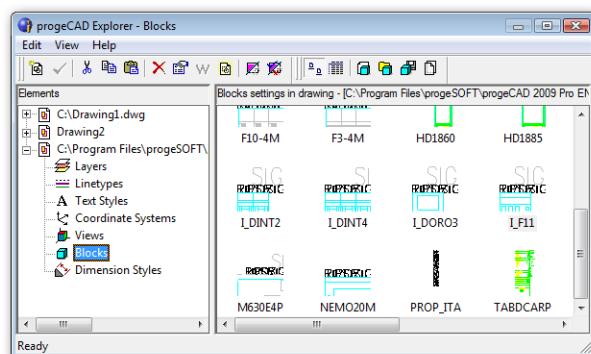 progeCAD Explorer - Blocks
Edit View Help
Elements
C:\Drawing1.dwg
Drawing2
C:\Program Files\progeSOFT\
Layers
Linetypes
A Text Styles
Coordinate Systems
Views
Blocks
Dimension Styles
Blocks settings in drawing - [C:\Program Files\progeSOFT\progeCAD 2009 Pro EN
F10-4M F3-4M HD1860 HD1885
I_DINT2 I_DINT4 I_DORO3 I_F11
M630E4P NEMO20M PROP_ITA TABDCARP
Ready